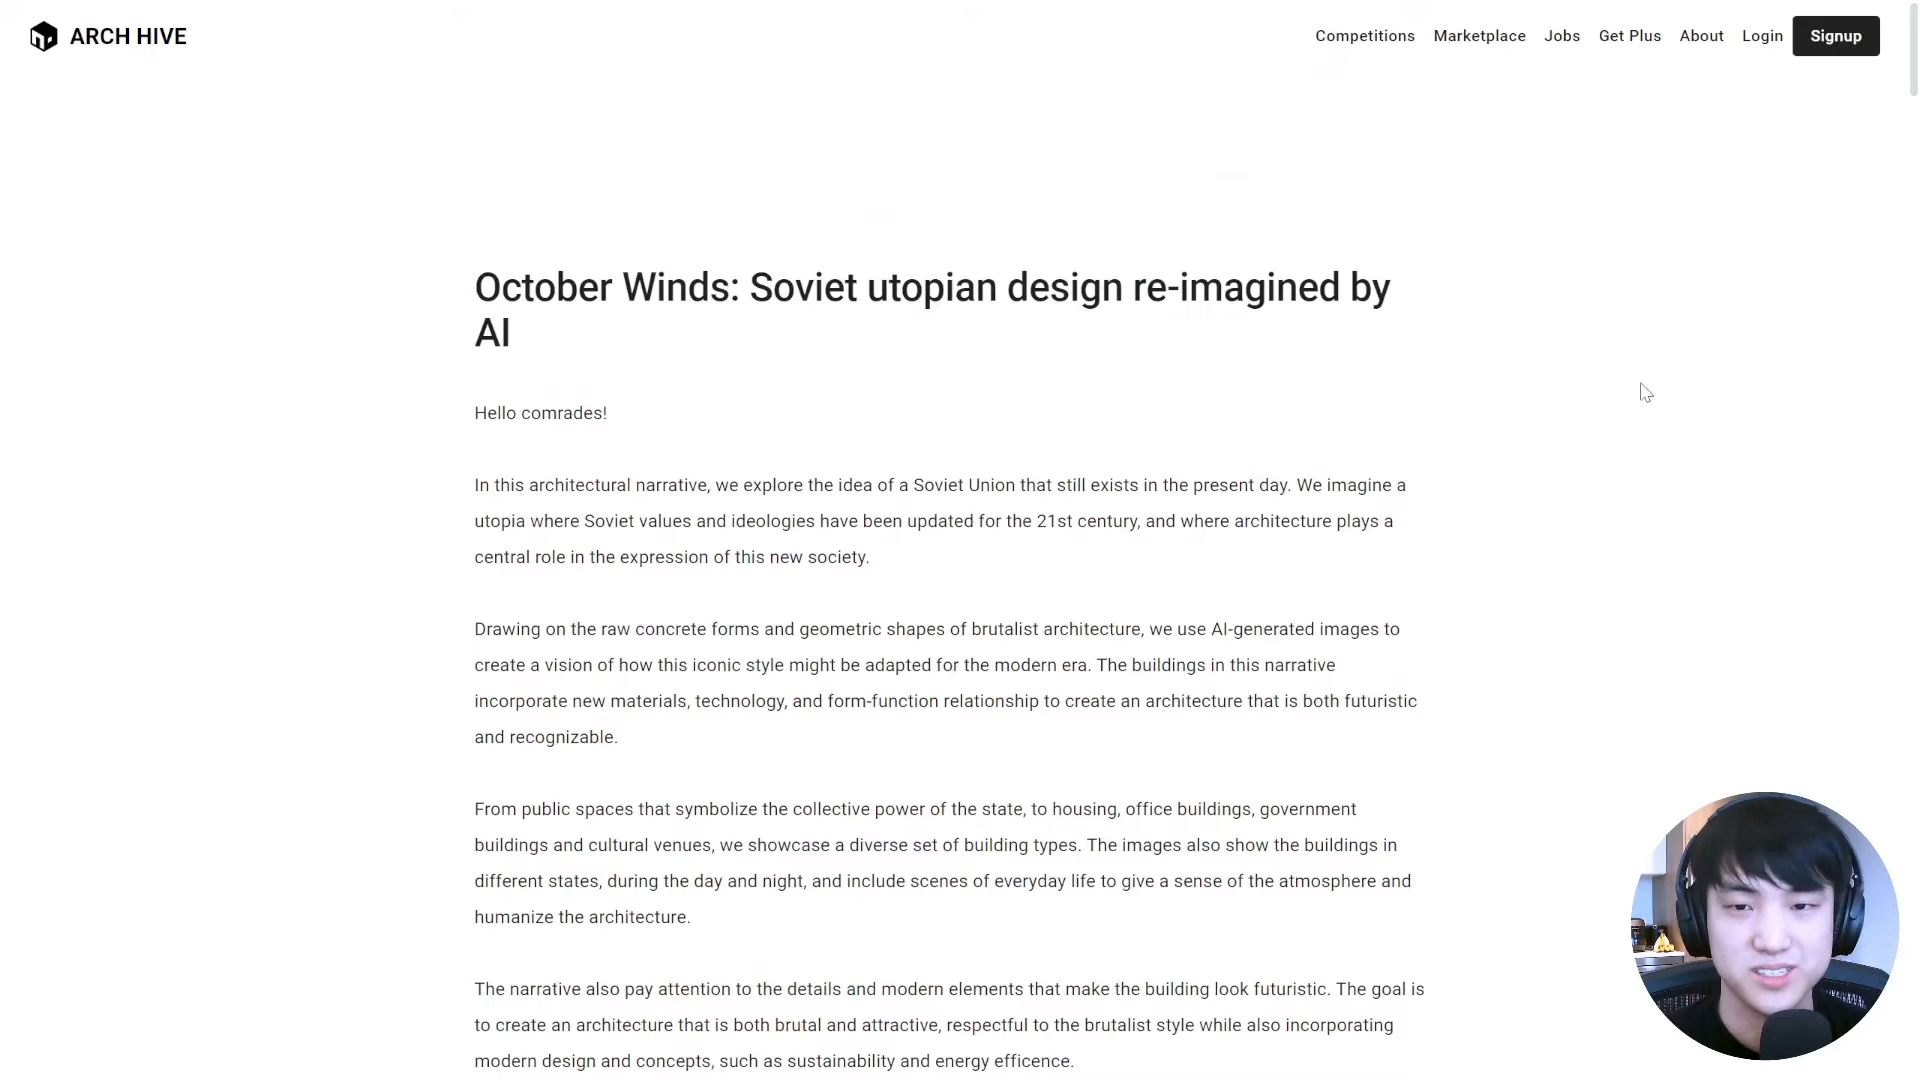 ARCH HIVE
Competitions Marketplace Jobs Get Plus About Login Signup
October Winds: Soviet utopian design re-imagined by
AI
Hello comrades!
In this architectural narrative, we explore the idea of a Soviet Union that still exists in the present day. We imagine a
utopia where Soviet values and ideologies have been updated for the 21st century, and where architecture plays a
central role in the expression of this new society.
Drawing on the raw concrete forms and geometric shapes of brutalist architecture, we use AI-generated images to
create a vision of how this iconic style might be adapted for the modern era. The buildings in this narrative
incorporate new materials, technology, and form-function relationship to create an architecture that is both futuristic
and recognizable.
From public spaces that symbolize the collective power of the state, to housing, office buildings, government
buildings and cultural venues, we showcase a diverse set of building types. The images also show the buildings in
different states, during the day and night, and include scenes of everyday life to give a sense of the atmosphere and
humanize the architecture.
The narrative also pay attention to the details and modern elements that make the building look futuristic. The goal is
to create an architecture that is both brutal and attractive, respectful to the brutalist style while also incorporating
modern design and concepts, such as sustainability and energy efficence.